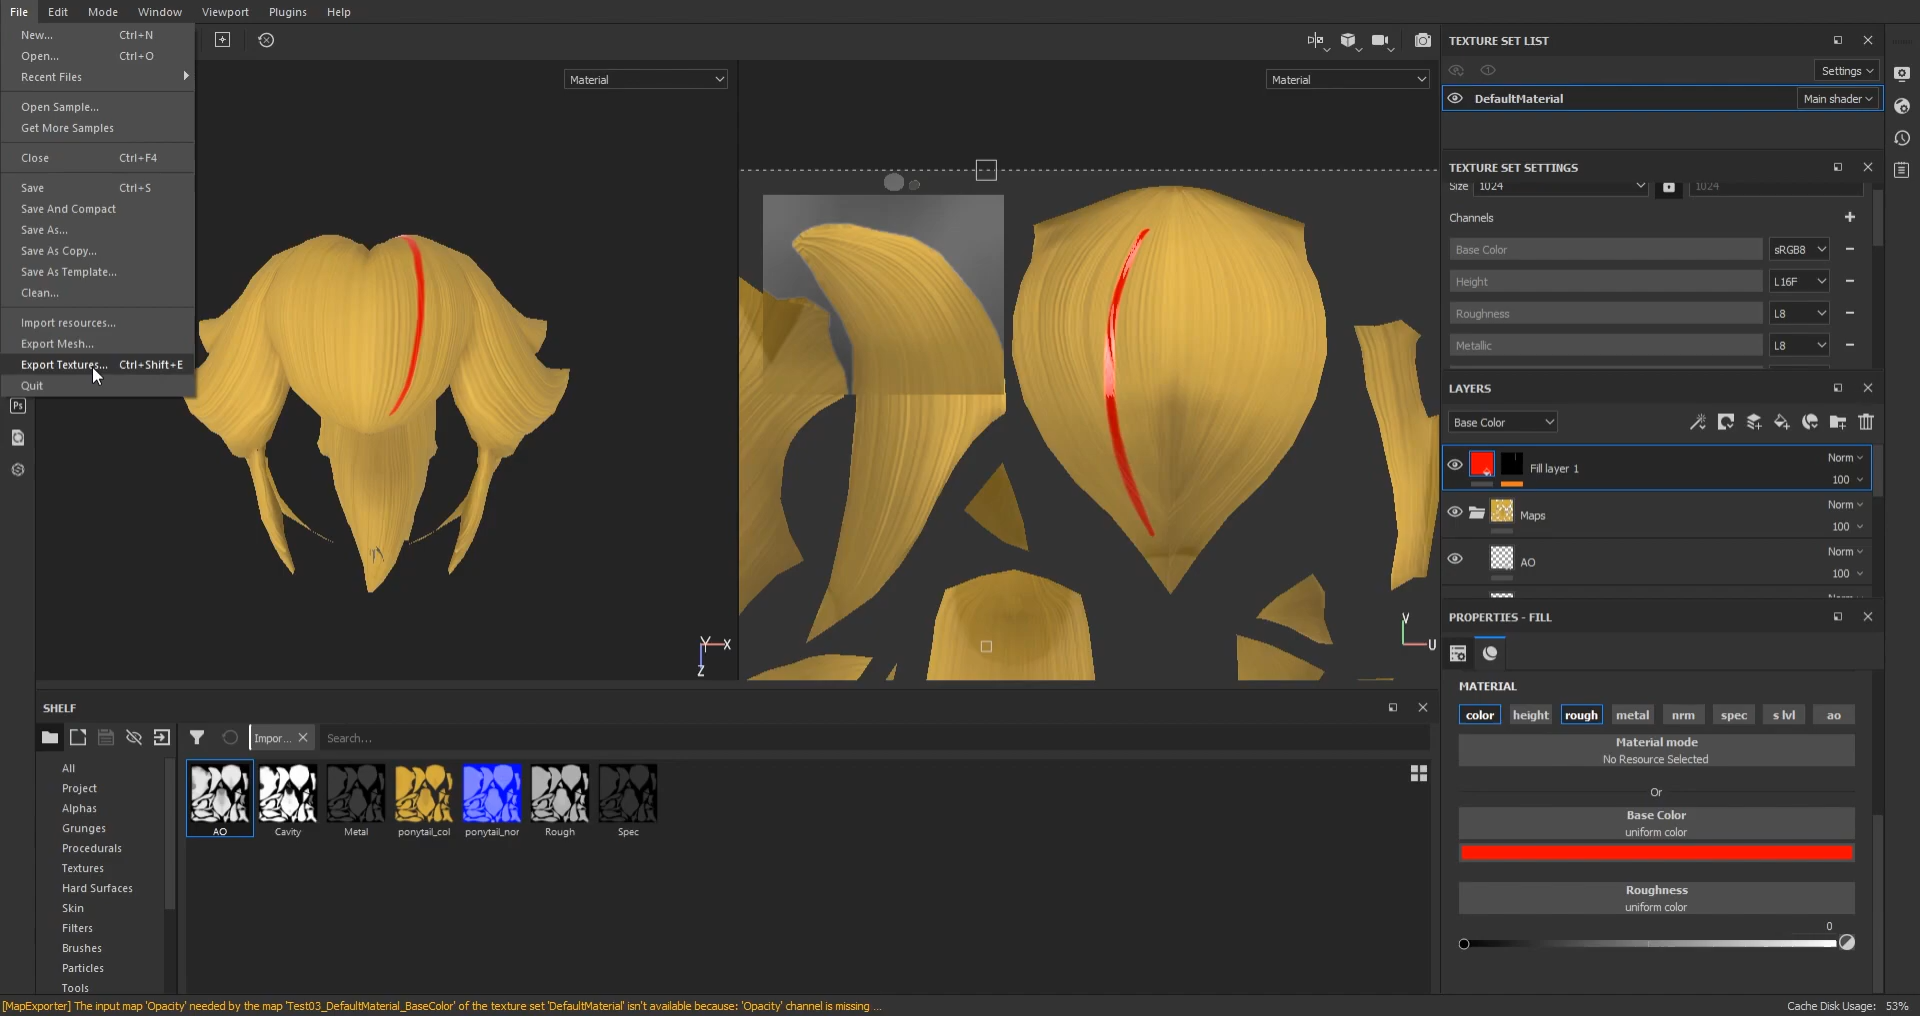 File Edit Mode Window Viewport Plugins Help
New... Ctrl+N
Open... Ctrl+O
Recent Files
Open Sample...
Get More Samples
Close Ctrl+F4
Save Ctrl+S
Save And Compact
Save As...
Save As Copy...
Save As Template...
Clean...
Import resources...
Export Mesh...
Export Textures... Ctrl+Shift+E
Quit
Ps
Material
Y X
Z
Material
V
U
TEXTURE SET LIST
Settings
DefaultMaterial Main shader
TEXTURE SET SETTINGS
Size 1024 1024
Channels
Base Color sRGB8
Height L16F
Roughness L8
Metallic L8
LAYERS
Base Color
Fill layer 1 Norm
100
Maps Norm
100
AO Norm
100
PROPERTIES - FILL
MATERIAL
color height rough metal nrm spec s lvl ao
Material mode
No Resource Selected
Or
Base Color
uniform color
Roughness
uniform color
0
SHELF
Impor... Search...
All
Project
Alphas
Grunges
Procedurals
Textures
Hard Surfaces
Skin
Filters
Brushes
Particles
Tools
AO Cavity Metal ponytail_col ponytail_nor Rough Spec
[MapExporter] The input map 'Opacity' needed by the map 'Test03_DefaultMaterial_BaseColor' of the texture set 'DefaultMaterial' isn't available because: 'Opacity' channel is missing ...
Cache Disk Usage: 53%